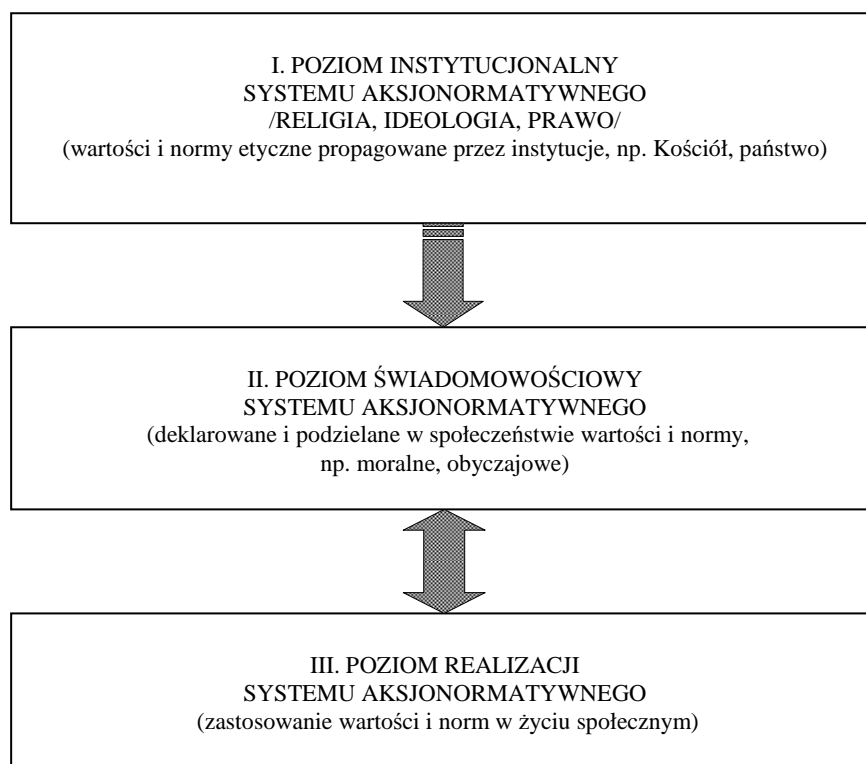 I. POZIOM INSTYTUCJONALNY
SYSTEMU AKSJONORMATYWNEGO
/RELIGIA, IDEOLOGIA, PRAWO/
(wartości i normy etyczne propagowane przez instytucje, np. Kościół, państwo)
II. POZIOM ŚWIADOMOWOŚCIOWY
SYSTEMU AKSJONORMATYWNEGO
(deklarowane i podzielane w społeczeństwie wartości i normy,
np. moralne, obyczajowe)
III. POZIOM REALIZACJI
SYSTEMU AKSJONORMATYWNEGO
(zastosowanie wartości i norm w życiu społecznym)